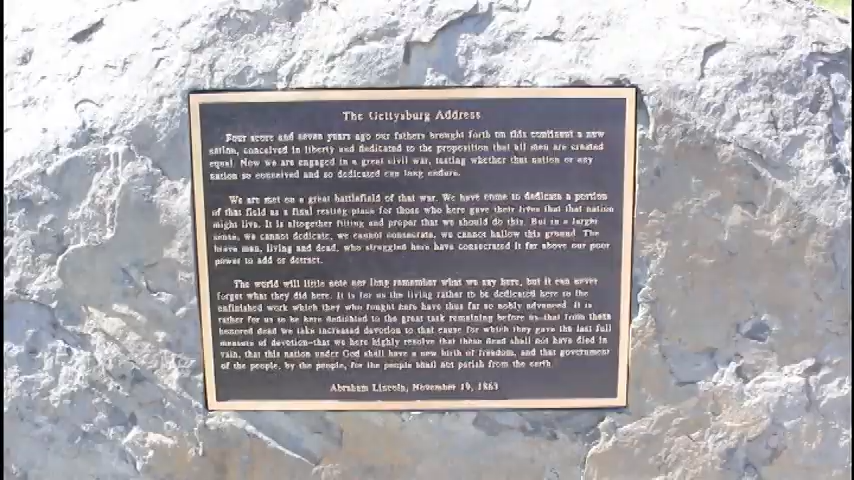 The Gettysburg Address
Four score and seven years ago our fathers brought forth on this continent a new
nation, conceived in liberty and dedicated to the proposition that all men are created
equal. Now we are engaged in a great civil war, testing whether that nation or any
nation so conceived and so dedicated can long endure.
We are met on a great battlefield of that war. We have come to dedicate a portion
of that field as a final resting-place for those who here gave their lives that that nation
might live. It is altogether fitting and proper that we should do this. But in a larger
sense, we cannot dedicate, we cannot consecrate, we cannot hallow this ground. The
brave men, living and dead, who struggled here have consecrated it far above our poor
power to add or detract.
The world will little note nor long remember what we say here, but it can never
forget what they did here. It is for us the living rather to be dedicated here to the
unfinished work which they who fought here have thus far so nobly advanced. It is
rather for us to be here dedicated to the great task remaining before us—that from these
honored dead we take increased devotion to that cause for which they gave the last full
measure of devotion—that we here highly resolve that these dead shall not have died in
vain, that this nation under God shall have a new birth of freedom, and that government
of the people, by the people, for the people shall not perish from the earth.
Abraham Lincoln, November 19, 1863